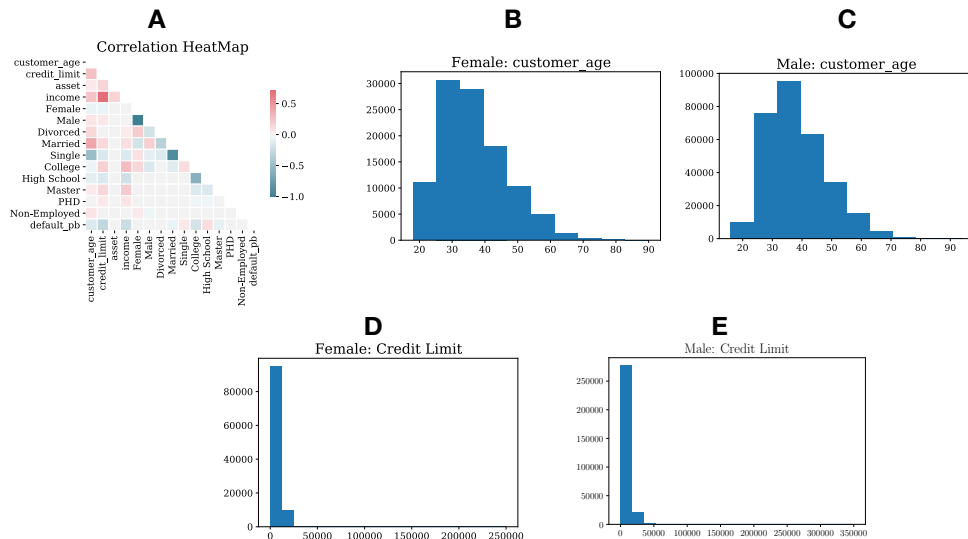 A
Correlation HeatMap
customer_age
credit_limit
asset
income
Female
Male
Divorced
Married
Single
College
High School
Master
PHD
Non-Employed
default_pb
customer_age
credit_limit
asset
income
Female
Male
Divorced
Married
Single
College
High School
Master
PHD
Non-Employed
default_pb
0.5
0.0
−0.5
−1.0
B
Female: customer_age
30000
25000
20000
15000
10000
5000
0
20 30 40 50 60 70 80 90
C
Male: customer_age
100000
80000
60000
40000
20000
0
20 30 40 50 60 70 80 90
D
Female: Credit Limit
80000
60000
40000
20000
0
0 50000 100000 150000 200000 250000
E
Male: Credit Limit
250000
200000
150000
100000
50000
0
0 50000 100000 150000 200000 250000 300000 350000